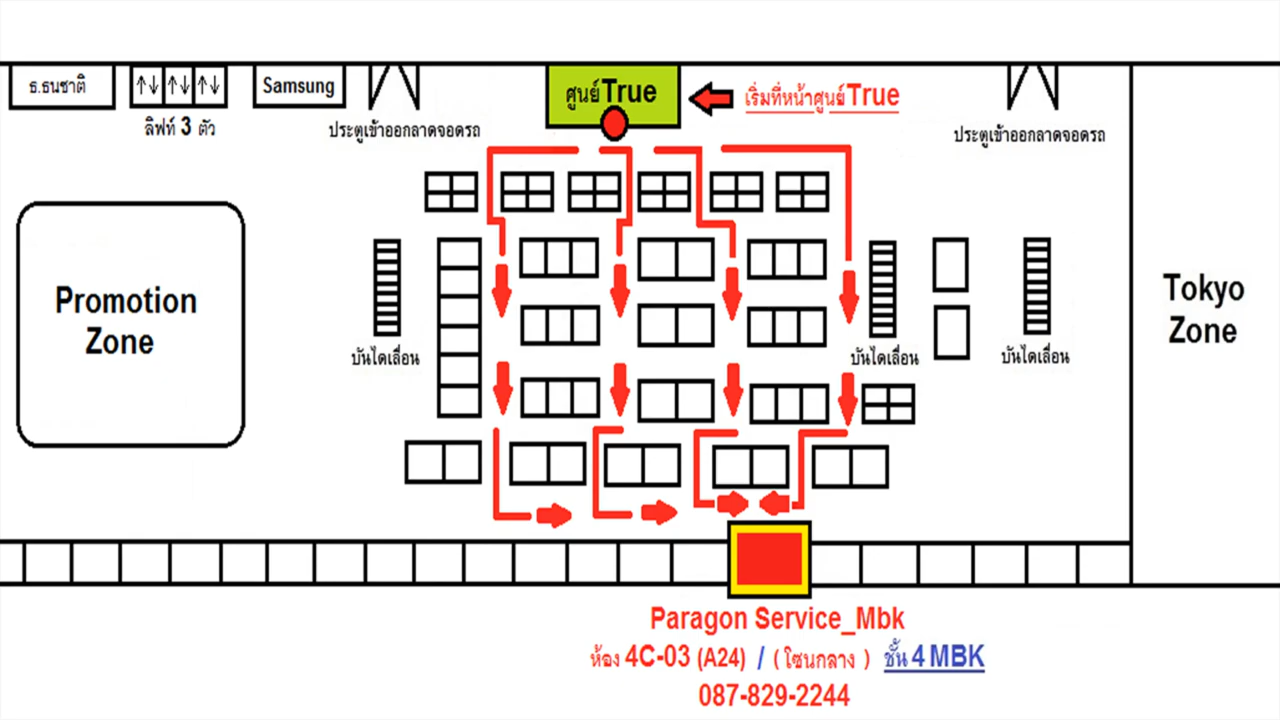 ธ.ธนชาติ
Samsung
ศูนย์True
เริ่มที่หน้าศูนย์True
ลิฟท์ 3 ตัว
ประตูเข้าออกลาดจอดรถ
ประตูเข้าออกลาดจอดรถ
Promotion
Zone
บันไดเลื่อน
บันไดเลื่อน
บันไดเลื่อน
Tokyo
Zone
Paragon Service_Mbk
ห้อง 4C-03 (A24) / ( โซนกลาง ) ชั้น 4 MBK
087-829-2244